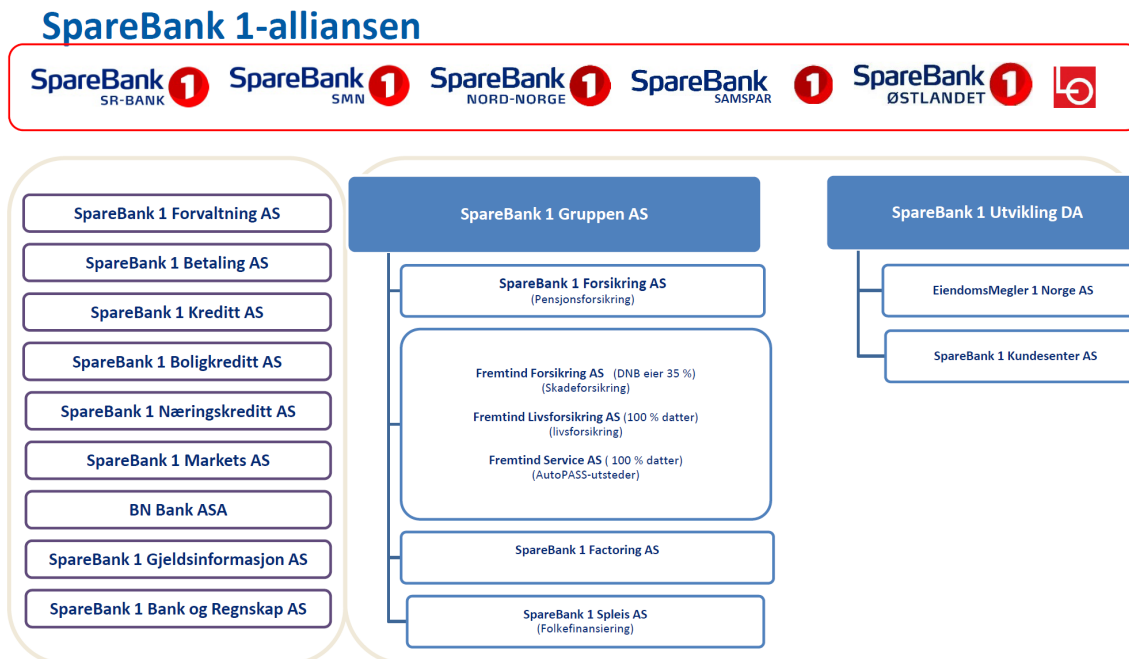 SpareBank 1-alliansen
SpareBank 1
SR-BANK
SpareBank 1
SMN
SpareBank 1
NORD-NORGE
SpareBank 1
SAMSPAR
SpareBank 1
ØSTLANDET
LO
SpareBank 1 Forvaltning AS
SpareBank 1 Betaling AS
SpareBank 1 Kreditt AS
SpareBank 1 Boligkreditt AS
SpareBank 1 Næringskreditt AS
SpareBank 1 Markets AS
BN Bank ASA
SpareBank 1 Gjeldsinformasjon AS
SpareBank 1 Bank og Regnskap AS
SpareBank 1 Gruppen AS
SpareBank 1 Forsikring AS
(Pensjonsforsikring)
Fremtind Forsikring AS (DNB eier 35 %)
(Skadeforsikring)
Fremtind Livsforsikring AS (100 % datter)
(livsforsikring)
Fremtind Service AS ( 100 % datter)
(AutoPASS-utsteder)
SpareBank 1 Factoring AS
SpareBank 1 Spleis AS
(Folkefinansiering)
SpareBank 1 Utvikling DA
EiendomsMegler 1 Norge AS
SpareBank 1 Kundesenter AS